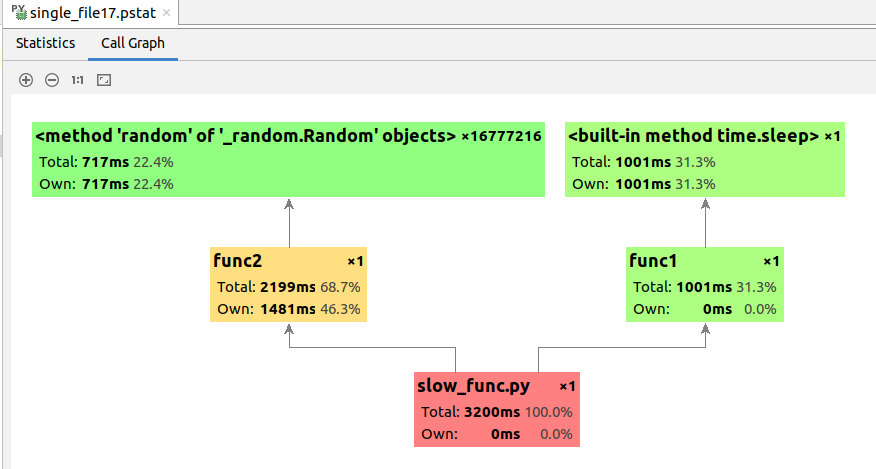 PY single_file17.pstat ×
Statistics Call Graph
1:1
<method 'random' of '_random.Random' objects> ×16777216
Total: 717ms 22.4%
Own: 717ms 22.4%
<built-in method time.sleep> ×1
Total: 1001ms 31.3%
Own: 1001ms 31.3%
func2 ×1
Total: 2199ms 68.7%
Own: 1481ms 46.3%
func1 ×1
Total: 1001ms 31.3%
Own: 0ms 0.0%
slow_func.py ×1
Total: 3200ms 100.0%
Own: 0ms 0.0%